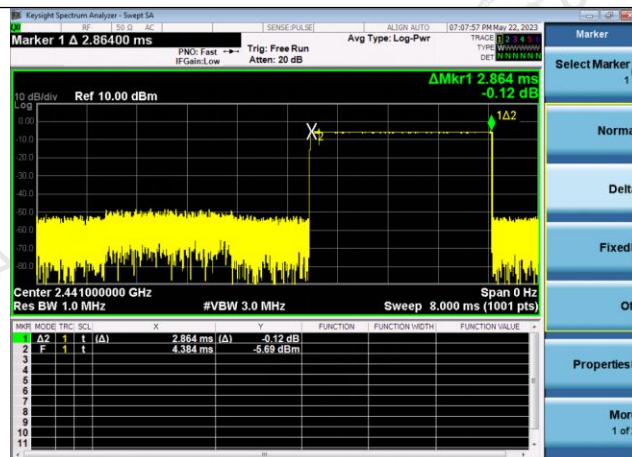 Keysight Spectrum Analyzer - Swept SA
RF 50 Ω AC SENSE:PULSE ALIGN AUTO 07:07:57 PM May 22, 2023
Marker 1 Δ 2.86400 ms
PNO: Fast
IFGain:Low
Trig: Free Run
Atten: 20 dB
Avg Type: Log-Pwr
TRACE 1 2 3 4 5 6
TYPE WWWWWW
DET N N N N N N
Marker
Select Marker
1
Normal
Delta
Fixed
Off
Properties
More
1 of 2
ΔMkr1 2.864 ms
-0.12 dB
10 dB/div Ref 10.00 dBm
Log
0.00
-10.0
-20.0
-30.0
-40.0
-50.0
-60.0
-70.0
-80.0
1Δ2
2
Center 2.441000000 GHz Span 0 Hz
Res BW 1.0 MHz #VBW 3.0 MHz Sweep 8.000 ms (1001 pts)
MKR MODE TRC SCL X Y FUNCTION FUNCTION WIDTH FUNCTION VALUE
1 Δ2 1 t (Δ) 2.864 ms (Δ) -0.12 dB
2 F 1 t 4.384 ms -5.69 dBm
3
4
5
6
7
8
9
10
11